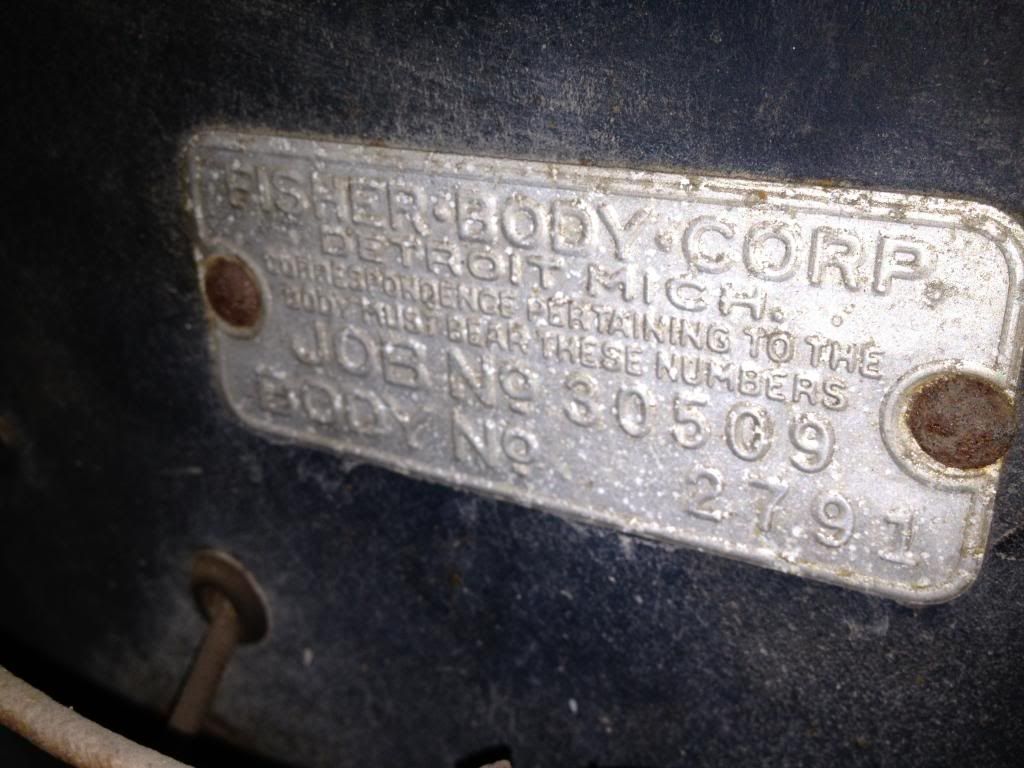 FISHER·BODY·CORP.
DETROIT MICH.
CORRESPONDENCE PERTAINING TO THE
BODY MUST BEAR THESE NUMBERS
JOB No. 30509
BODY No. 2791